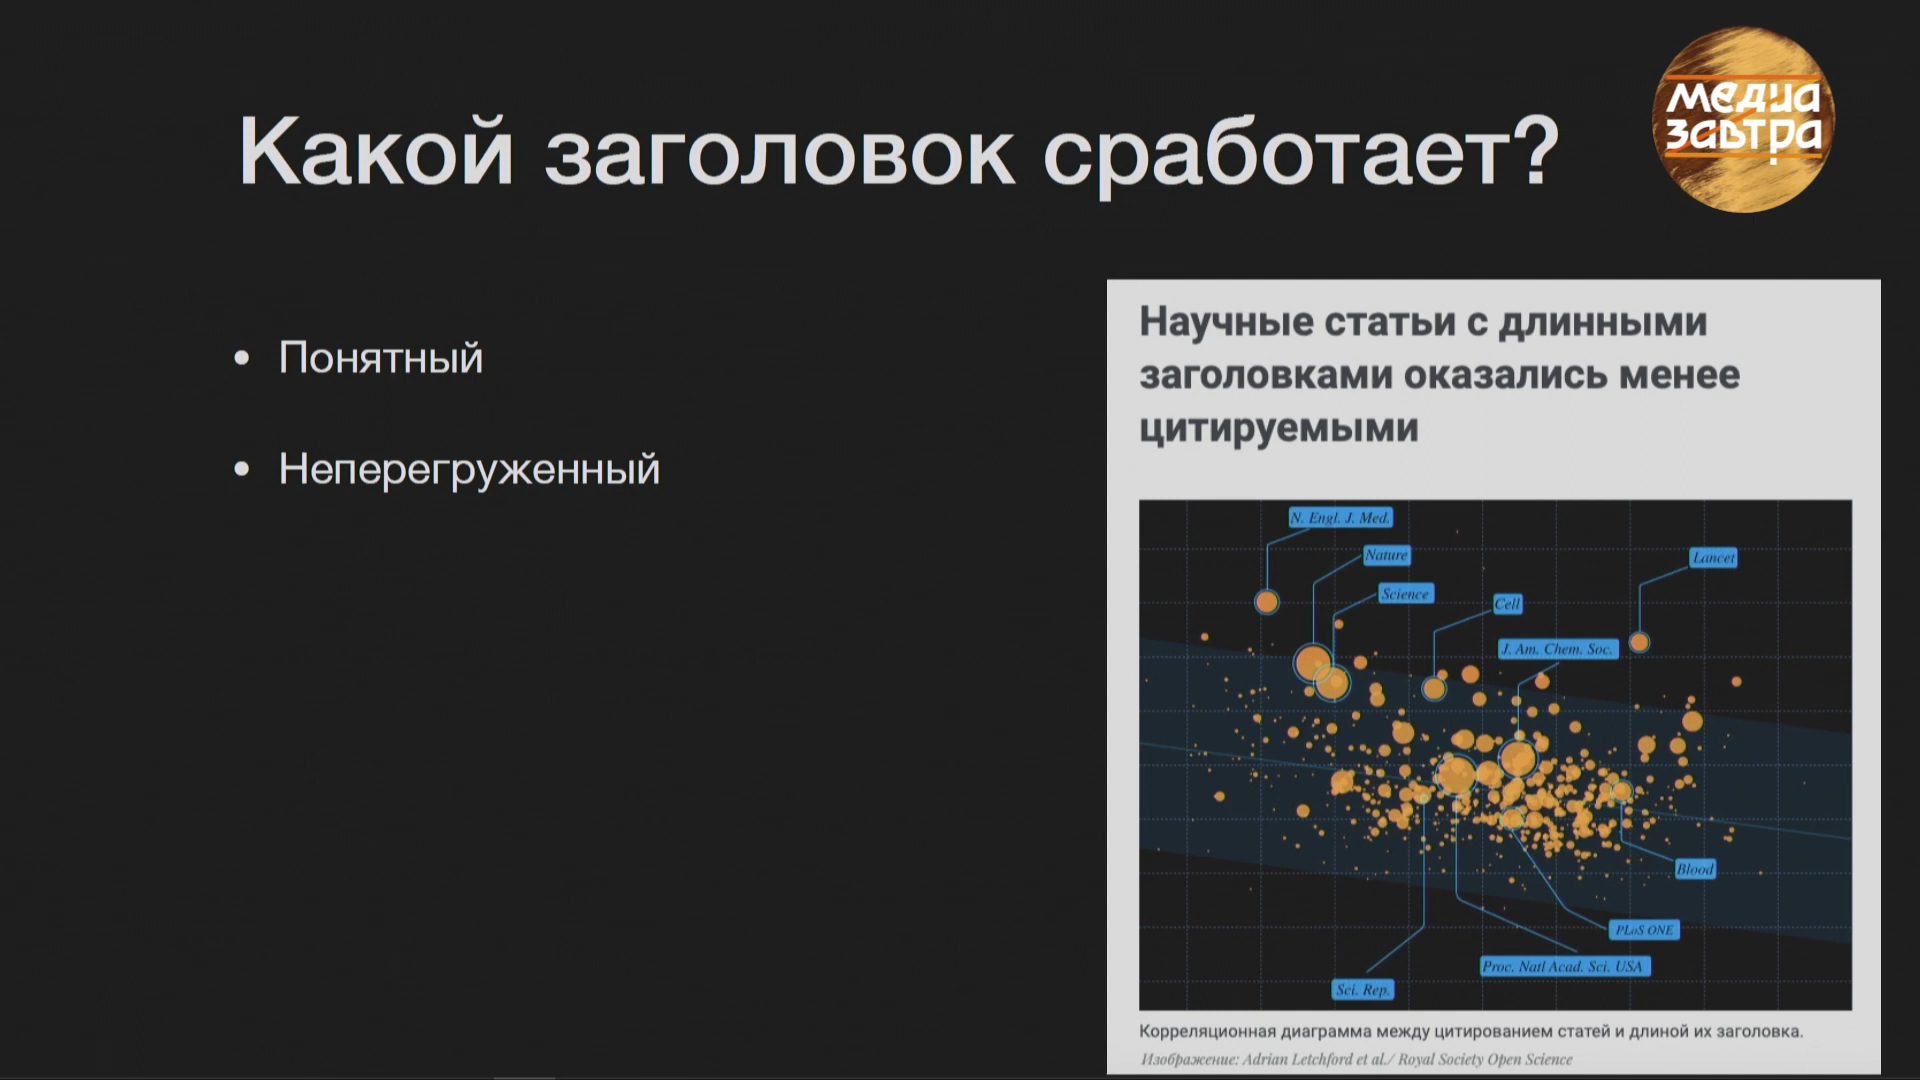 Какой заголовок сработает?
медиа
завтра
• Понятный
• Неперегруженный
Научные статьи с длинными
заголовками оказались менее
цитируемыми
N. Engl. J. Med.
Nature
Lancet
Science
Cell
J. Am. Chem. Soc.
Blood
PLoS ONE
Proc. Natl Acad. Sci. USA
Sci. Rep.
Корреляционная диаграмма между цитированием статей и длиной их заголовка.
Изображение: Adrian Letchford et al./ Royal Society Open Science